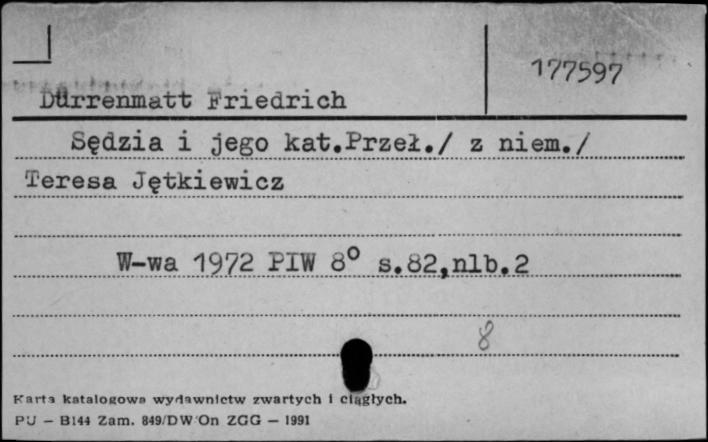 177597
Dürrenmatt Friedrich
Sędzia i jego kat.Przeł./ z niem./
Teresa Jętkiewicz
W-wa 1972 PIW 8° s.82,nlb.2
8
Karta katalogowa wydawnictw zwartych i ciągłych.
PU – B144 Zam. 849/DW/On ZGG – 1991